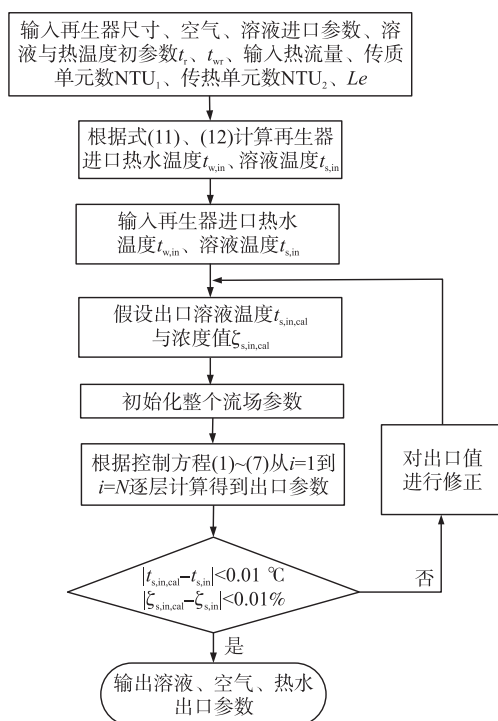 输入再生器尺寸、空气、溶液进口参数、溶
液与热温度初参数tr、twr, 输入热流量、传质
单元数NTU1、传热单元数NTU2、Le
根据式(11)、(12)计算再生器
进口热水温度tw,in、溶液温度ts,in
输入再生器进口热水
温度tw,in、溶液温度ts,in
假设出口溶液温度ts,in,cal
与浓度值ζs,in,cal
初始化整个流场参数
根据控制方程(1)~(7)从i=1到
i=N逐层计算得到出口参数
对出口值
进行修正
|ts,in,cal–ts,in|<0.01 ℃
|ζs,in,cal–ζs,in|<0.01%
否
是
输出溶液、空气、热水
出口参数